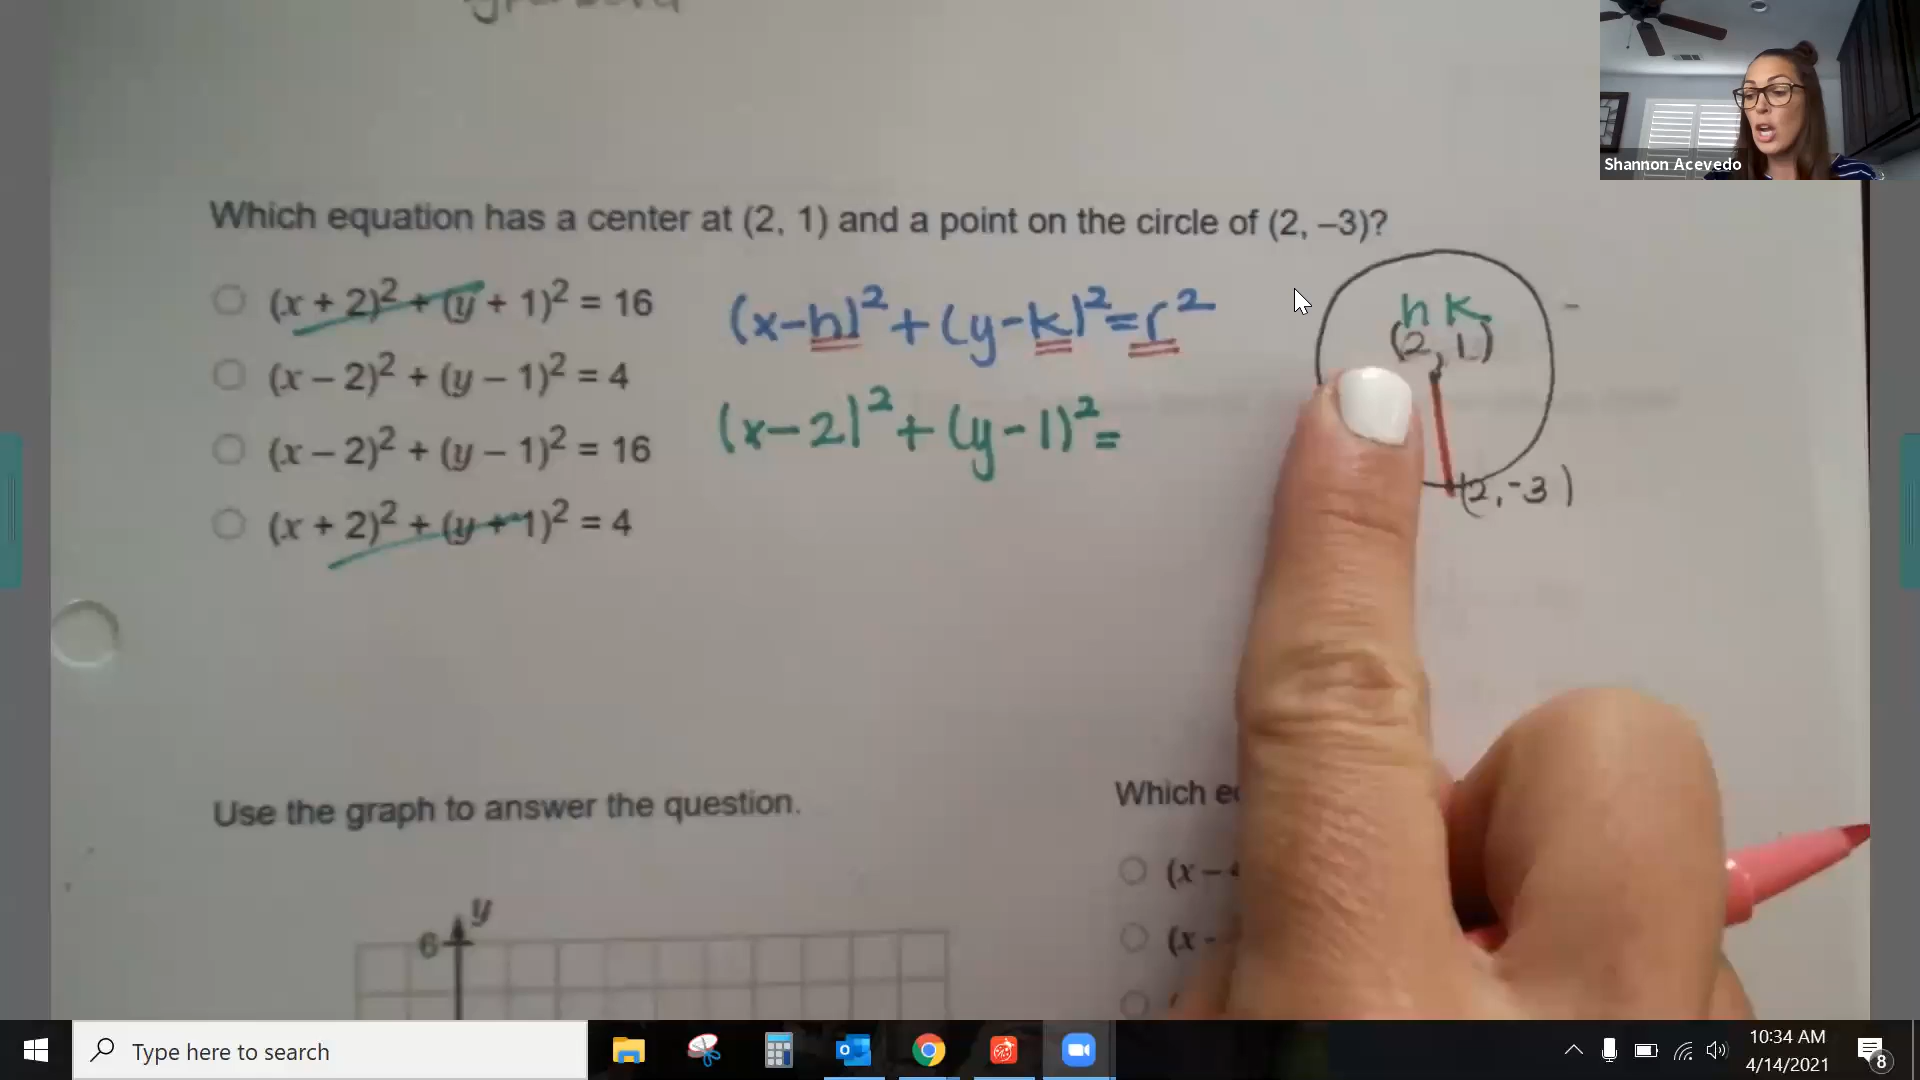 Shannon Acevedo
Which equation has a center at (2, 1) and a point on the circle of (2, –3)?
(x + 2)² + (y + 1)² = 16
(x – 2)² + (y – 1)² = 4
(x – 2)² + (y – 1)² = 16
(x + 2)² + (y + 1)² = 4
(x-h)²+(y-k)²=r²
(x-2)²+(y-1)²=
h k
(2, 1)
(2,-3)
Use the graph to answer the question.
y
6
Which
(x –
(x -
Type here to search
10:34 AM
4/14/2021
8